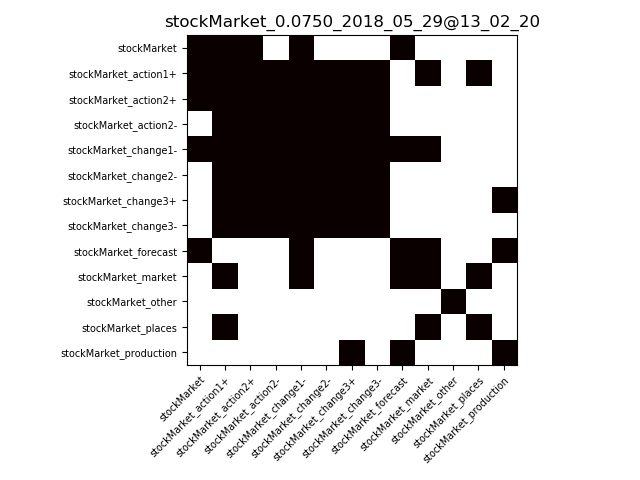 stockMarket_0.0750_2018_05_29@13_02_20
stockMarket
stockMarket_action1+
stockMarket_action2+
stockMarket_action2-
stockMarket_change1-
stockMarket_change2-
stockMarket_change3+
stockMarket_change3-
stockMarket_forecast
stockMarket_market
stockMarket_other
stockMarket_places
stockMarket_production
stockMarket
stockMarket_action1+
stockMarket_action2+
stockMarket_action2-
stockMarket_change1-
stockMarket_change2-
stockMarket_change3+
stockMarket_change3-
stockMarket_forecast
stockMarket_market
stockMarket_other
stockMarket_places
stockMarket_production